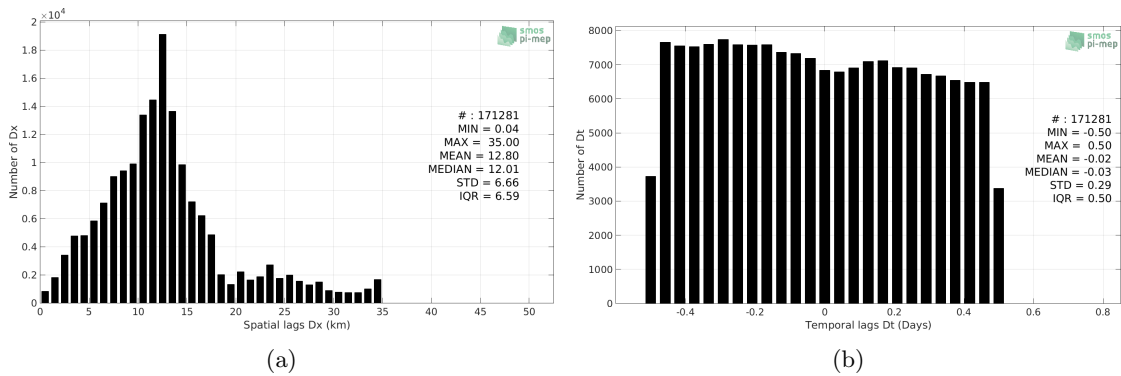 ×10⁴
2
1.8
1.6
1.4
1.2
1
0.8
0.6
0.4
0.2
0
Number of Dx
smos
pi-mep
# : 171281
MIN = 0.04
MAX = 35.00
MEAN = 12.80
MEDIAN = 12.01
STD = 6.66
IQR = 6.59
0 5 10 15 20 25 30 35 40 45 50
Spatial lags Dx (km)
(a)
8000
7000
6000
5000
4000
3000
2000
1000
0
Number of Dt
smos
pi-mep
# : 171281
MIN = -0.50
MAX = 0.50
MEAN = -0.02
MEDIAN = -0.03
STD = 0.29
IQR = 0.50
-0.4 -0.2 0 0.2 0.4 0.6 0.8
Temporal lags Dt (Days)
(b)